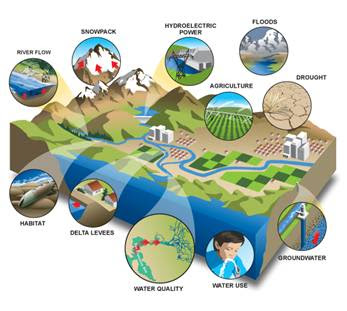 SNOWPACK
HYDROELECTRIC
POWER
FLOODS
RIVER FLOW
AGRICULTURE
DROUGHT
HABITAT
DELTA LEVEES
WATER QUALITY
WATER USE
GROUNDWATER